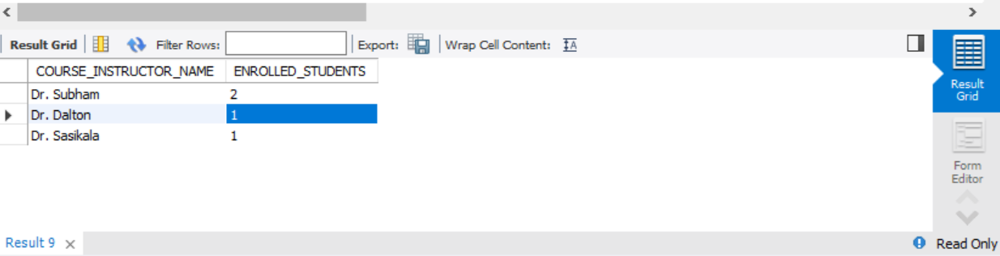 Result Grid Filter Rows: Export: Wrap Cell Content: IA
COURSE_INSTRUCTOR_NAME ENROLLED_STUDENTS
Dr. Subham 2
Dr. Dalton 1
Dr. Sasikala 1
Result
Grid
Form
Editor
Result 9 × Read Only